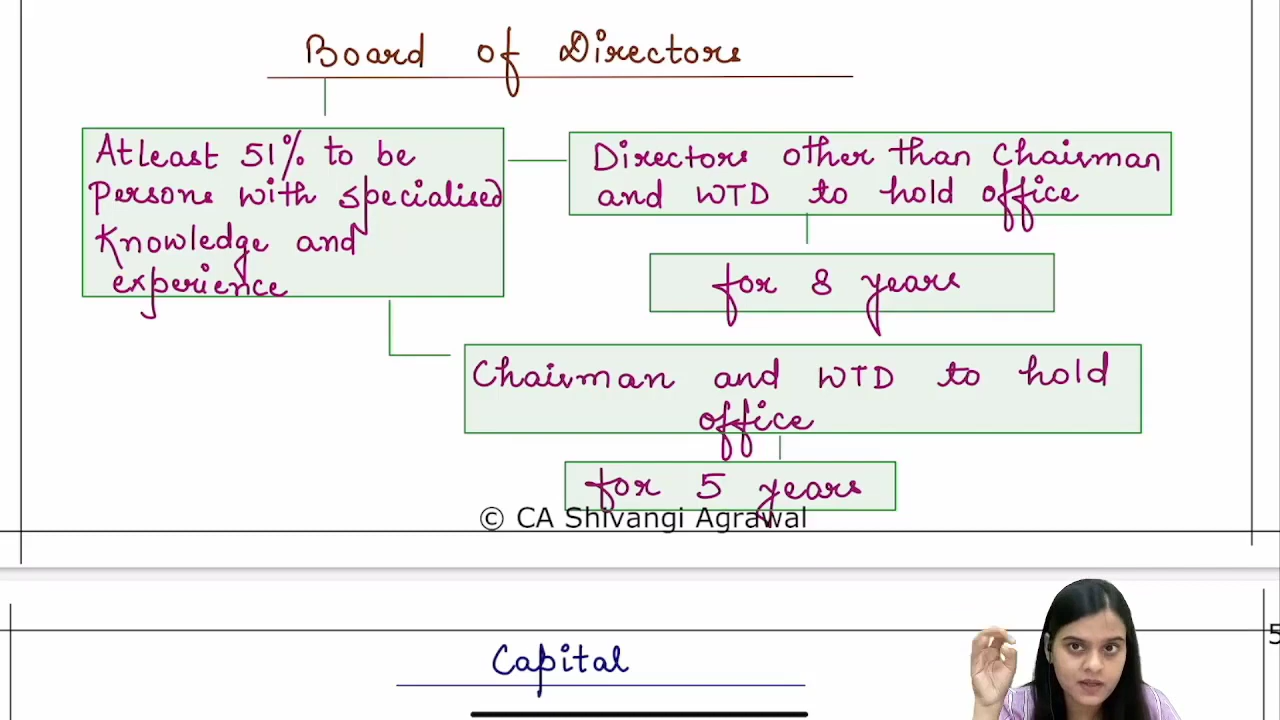 Board of Directors
Atleast 51% to be
Persons with specialised
Knowledge and
experience
Directors other than Chairman
and WTD to hold office
for 8 years
Chairman and WTD to hold
office
for 5 years
© CA Shivangi Agrawal
5
Capital